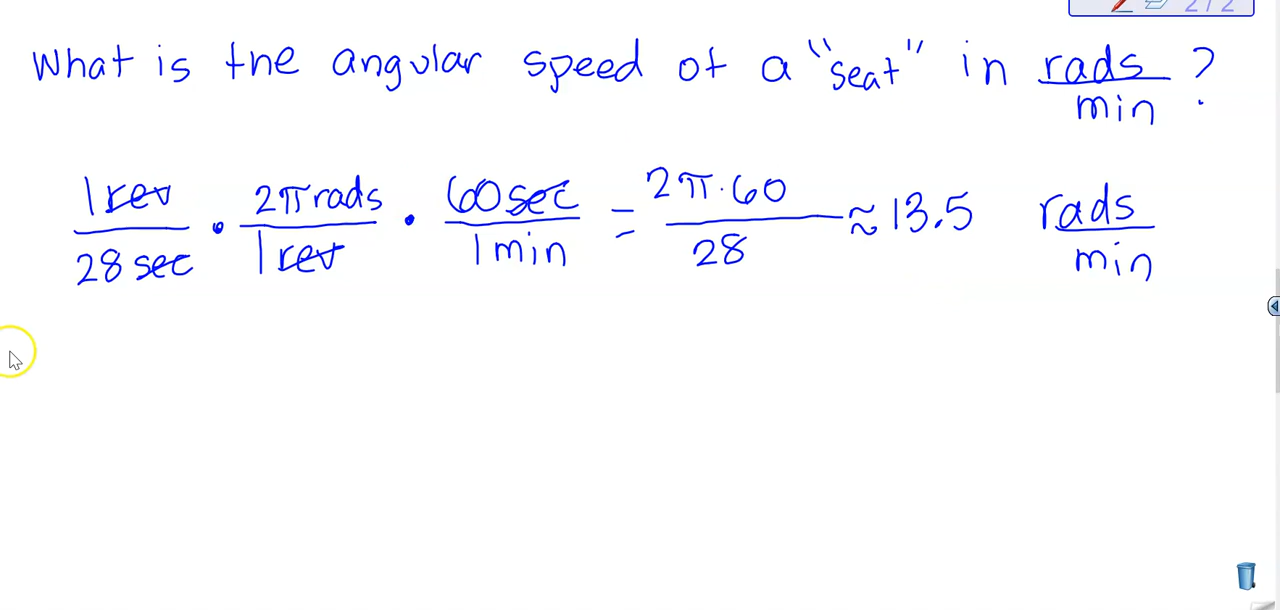 What is the angular speed of a "seat" in rads/min ?
1 rev/28 sec · 2π rads/1 rev · 60 sec/1 min = 2π·60/28 ≈ 13.5 rads/min